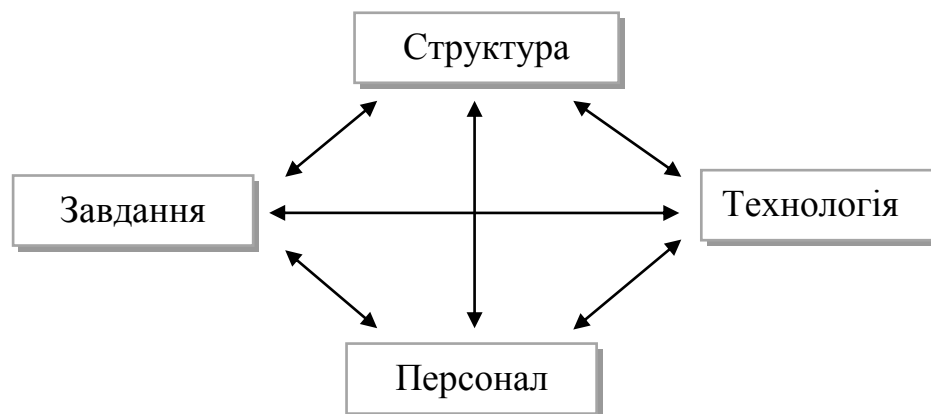 Структура
Завдання
Технологія
Персонал